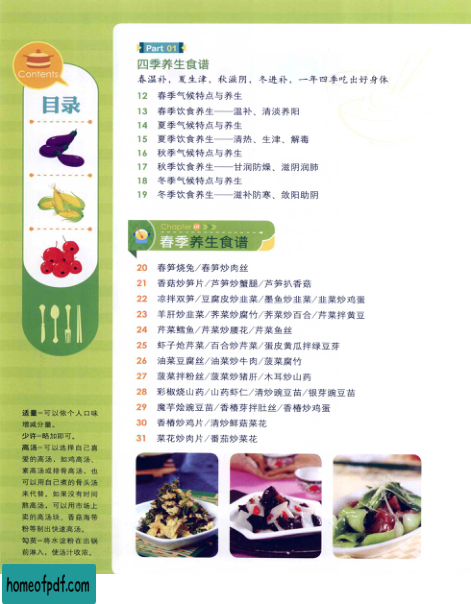 Contents
目录
Part 01
四季养生食谱
春温补，夏生津，秋滋阴，冬进补，一年四季吃出好身体
12 春季气候特点与养生
13 春季饮食养生——温补、清淡养阳
14 夏季气候特点与养生
15 夏季饮食养生——清热、生津、解毒
16 秋季气候特点与养生
17 秋季饮食养生——甘润防燥、滋阴润肺
18 冬季气候特点与养生
19 冬季饮食养生——滋补防寒、敛阳助阴
Chapter 01
春季养生食谱
20 春笋烧兔/春笋炒肉丝
21 香菇炒笋片/芦笋炒蟹腿/芦笋扒香菇
22 凉拌双笋/豆腐皮炒韭菜/墨鱼炒韭菜/韭菜炒鸡蛋
23 羊肝炒韭菜/荠菜炒腐竹/荠菜炒百合/芹菜拌黄豆
24 芹菜鳝鱼/芹菜炒腰花/芹菜鱼丝
25 虾子炝芹菜/百合炒芹菜/蛋皮黄瓜拌绿豆芽
26 油菜豆腐丝/油菜炒牛肉/菠菜腐竹
27 菠菜拌粉丝/菠菜炒猪肝/木耳炒山药
28 彩椒烧山药/山药虾仁/清炒豌豆苗/银芽豌豆苗
29 魔芋烩豌豆苗/香椿芽拌肚丝/香椿炒鸡蛋
30 香椿炒鸡片/清炒鲜菇菜花
31 菜花炒肉片/番茄炒菜花
适量=可以依个人口味
增减分量。
少许=略加即可。
高汤=可以选择自己喜
爱的高汤，如鸡高汤、
素高汤或排骨高汤，也
可以用自己煮的骨头汤
来代替。如果没有时间
熬高汤，可以用市场上
卖的高汤块、香菇海带
粉等制出快速高汤。
勾芡=将水淀粉在出锅
前淋入，使汤汁收浓。
homeofpdf.com